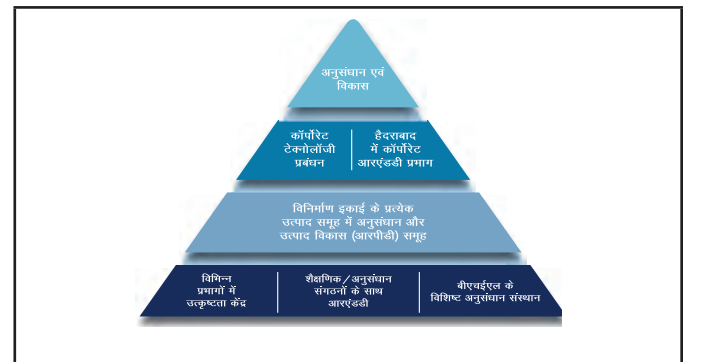 अनुसंधान एवं
विकास
कॉर्पोरेट
टेक्नोलॉजी
प्रबंधन
हैदराबाद
में कॉर्पोरेट
आरएंडडी प्रभाग
विनिर्माण इकाई के प्रत्येक
उत्पाद समूह में अनुसंधान और
उत्पाद विकास (आरपीडी) समूह
विभिन्न
प्रभागों में
उत्कृष्टता केंद्र
शैक्षणिक/अनुसंधान
संगठनों के साथ
आरएंडडी
बीएचईएल के
विशिष्ट अनुसंधान संस्थान